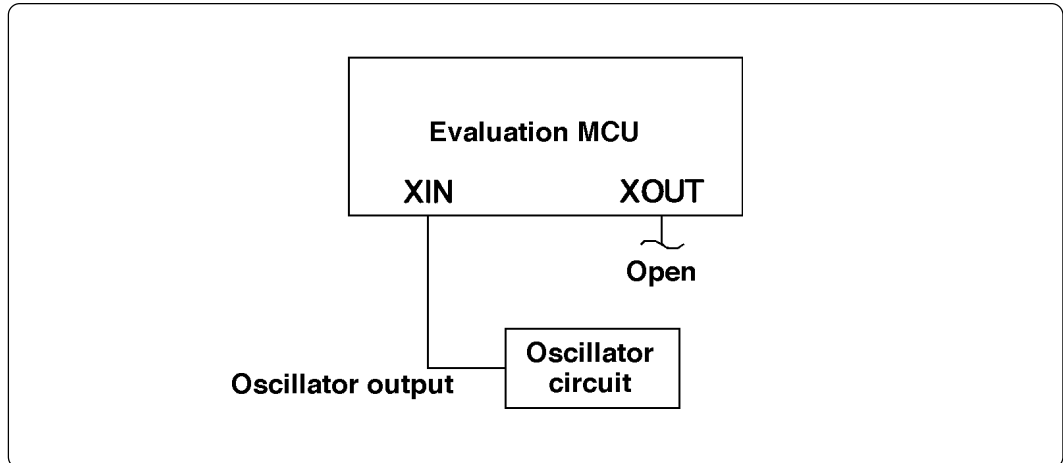 Evaluation MCU
XIN
XOUT
Open
Oscillator
circuit
Oscillator output